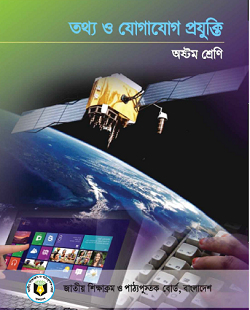 তথ্য ও যোগাযোগ প্রযুক্তি
অষ্টম শ্রেণি
জাতীয় শিক্ষাক্রম ও পাঠ্যপুস্তক বোর্ড, বাংলাদেশ